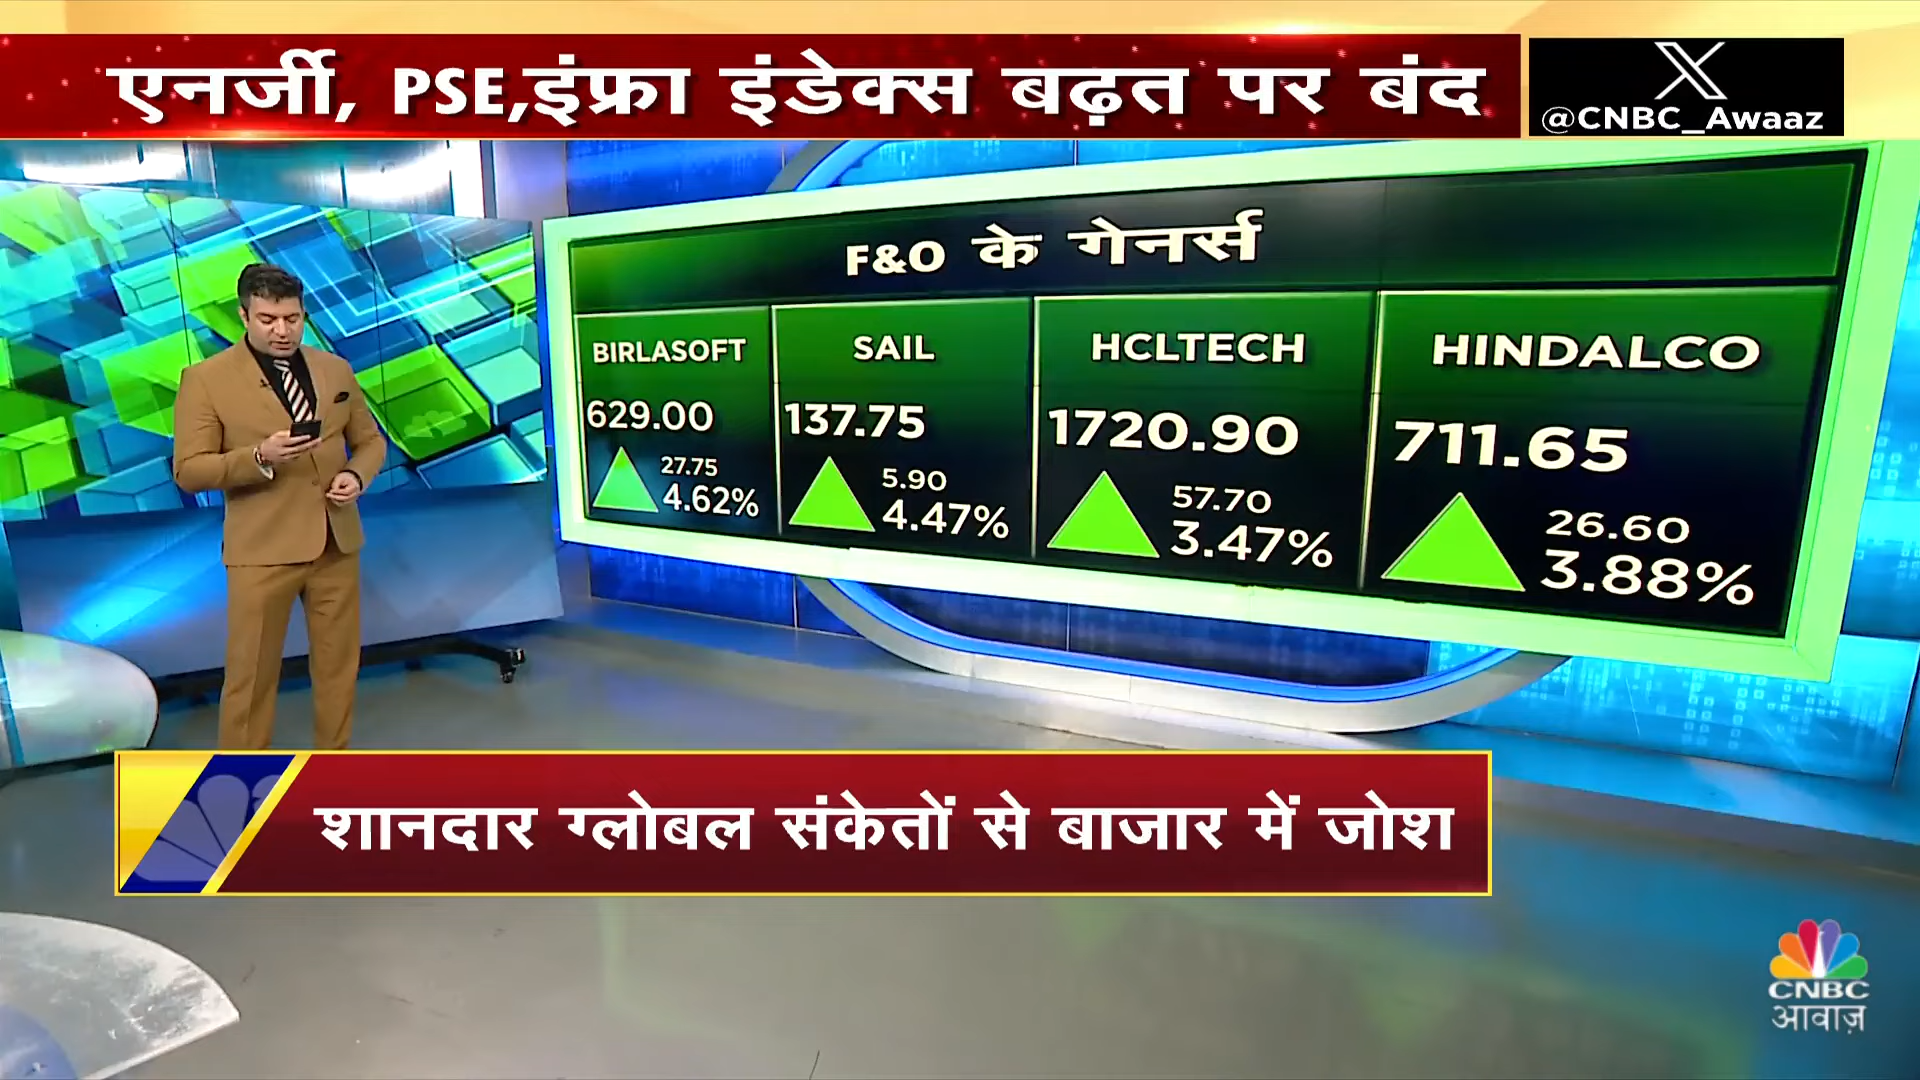 एनर्जी, PSE,इंफ्रा इंडेक्स बढ़त पर बंद
@CNBC_Awaaz
F&O के गेनर्स
BIRLASOFT
629.00
27.75
4.62%
SAIL
137.75
5.90
4.47%
HCLTECH
1720.90
57.70
3.47%
HINDALCO
711.65
26.60
3.88%
शानदार ग्लोबल संकेतों से बाजार में जोश
CNBC
आवाज़